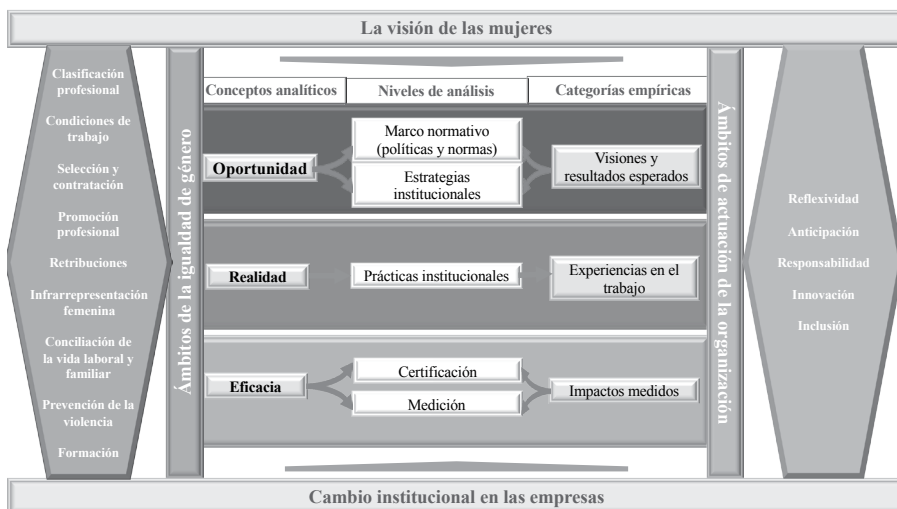 La visión de las mujeres
Clasificación
profesional
Condiciones de
trabajo
Selección y
contratación
Promoción
profesional
Retribuciones
Infrarrepresentación
femenina
Conciliación de
la vida laboral y
familiar
Prevención de la
violencia
Formación
Ámbitos de la igualdad de género
Conceptos analíticos
Niveles de análisis
Categorías empíricas
Oportunidad
Marco normativo
(políticas y normas)
Estrategias
institucionales
Visiones y
resultados esperados
Realidad
Prácticas institucionales
Experiencias en el
trabajo
Eficacia
Certificación
Medición
Impactos medidos
Ámbitos de actuación de la organización
Reflexividad
Anticipación
Responsabilidad
Innovación
Inclusión
Cambio institucional en las empresas